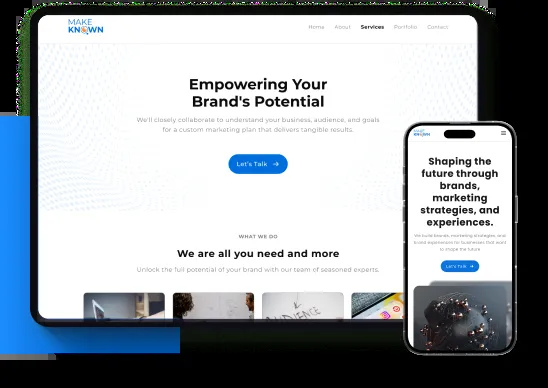 MAKE
KNOWN
Home About Services Portfolio Contact
Empowering Your
Brand's Potential
We'll closely collaborate to understand your business, audience, and goals
for a custom marketing plan that delivers tangible results.
Let's Talk →
WHAT WE DO
We are all you need and more
Unlock the full potential of your brand with our team of seasoned experts.
AUDIENCE
MAKE
KNOWN
Shaping the
future through
brands,
marketing
strategies, and
experiences.
We build brands, marketing strategies, and
brand experiences for businesses that want
to shape the future.
Let's Talk →